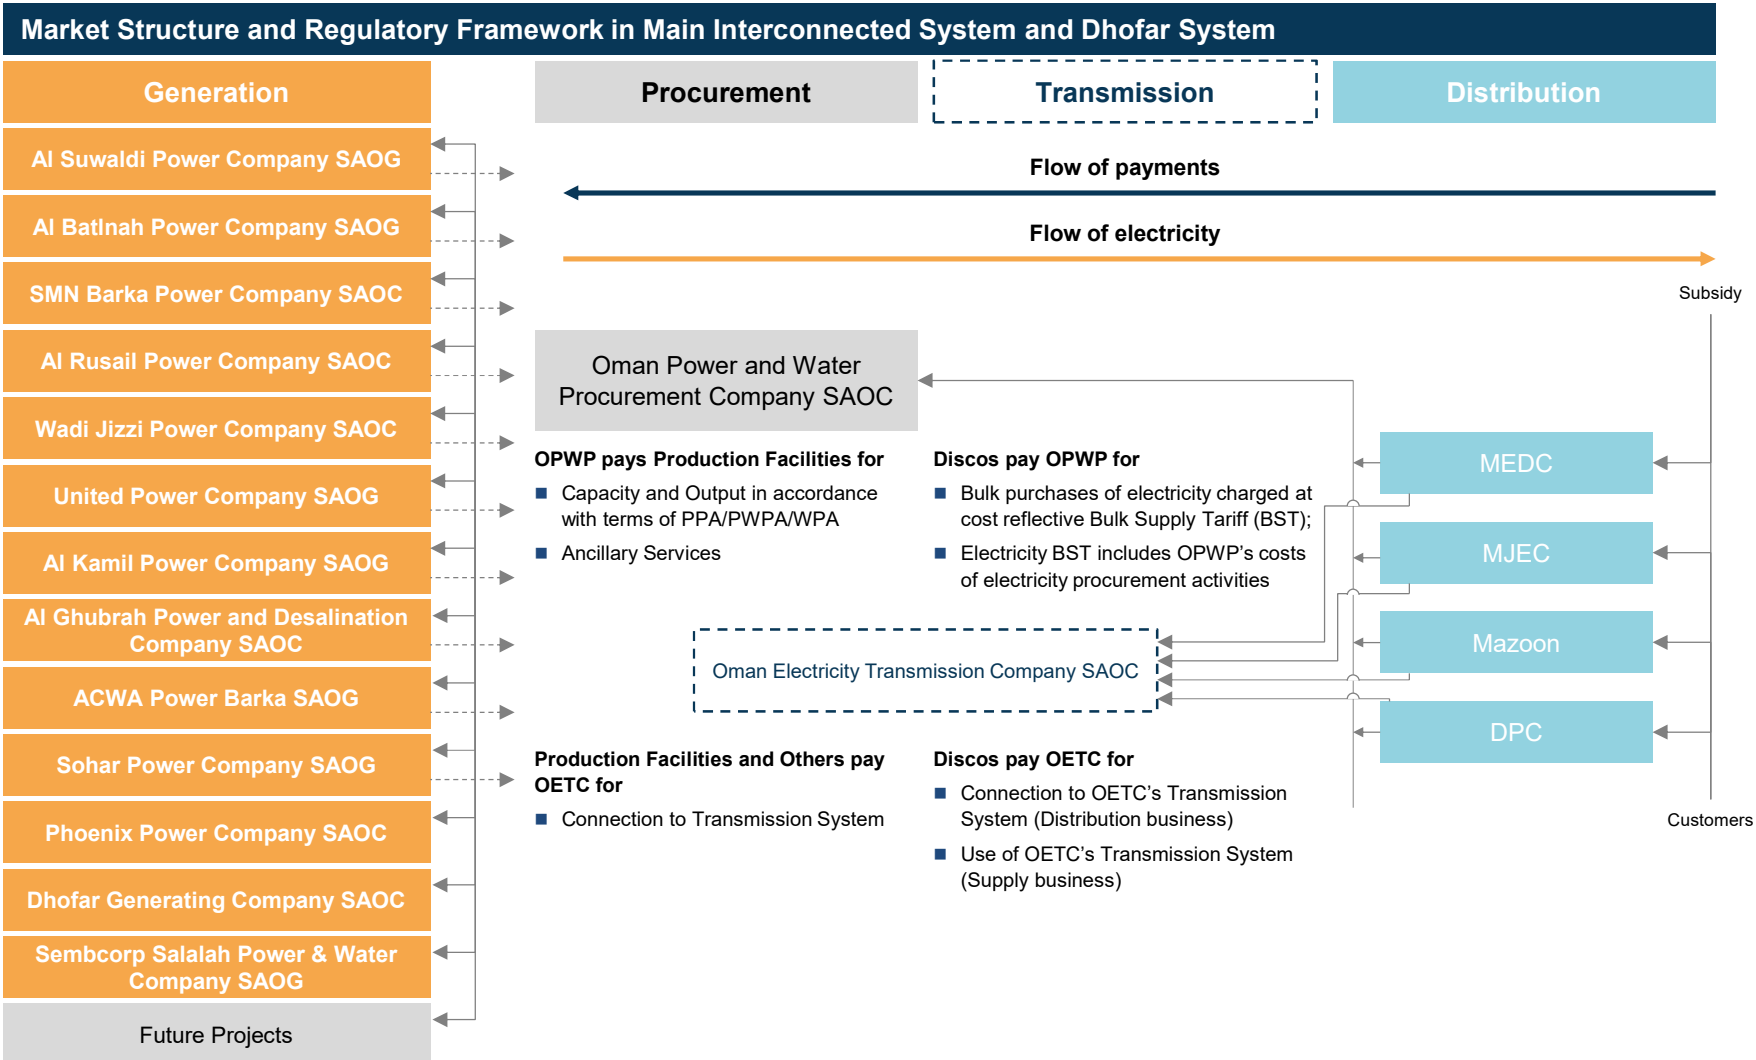 Market Structure and Regulatory Framework in Main Interconnected System and Dhofar System
Generation
Procurement
Transmission
Distribution
Al Suwaldi Power Company SAOG
Al Batlnah Power Company SAOG
SMN Barka Power Company SAOC
Al Rusail Power Company SAOC
Wadi Jizzi Power Company SAOC
United Power Company SAOG
Al Kamil Power Company SAOG
Al Ghubrah Power and Desalination
Company SAOC
ACWA Power Barka SAOG
Sohar Power Company SAOG
Phoenix Power Company SAOC
Dhofar Generating Company SAOC
Sembcorp Salalah Power & Water
Company SAOG
Future Projects
Flow of payments
Flow of electricity
Subsidy
Oman Power and Water
Procurement Company SAOC
OPWP pays Production Facilities for
Capacity and Output in accordance
with terms of PPA/PWPA/WPA
Ancillary Services
Discos pay OPWP for
Bulk purchases of electricity charged at
cost reflective Bulk Supply Tariff (BST);
Electricity BST includes OPWP's costs
of electricity procurement activities
MEDC
MJEC
Mazoon
DPC
Oman Electricity Transmission Company SAOC
Production Facilities and Others pay
OETC for
Connection to Transmission System
Discos pay OETC for
Connection to OETC's Transmission
System (Distribution business)
Use of OETC's Transmission System
(Supply business)
Customers